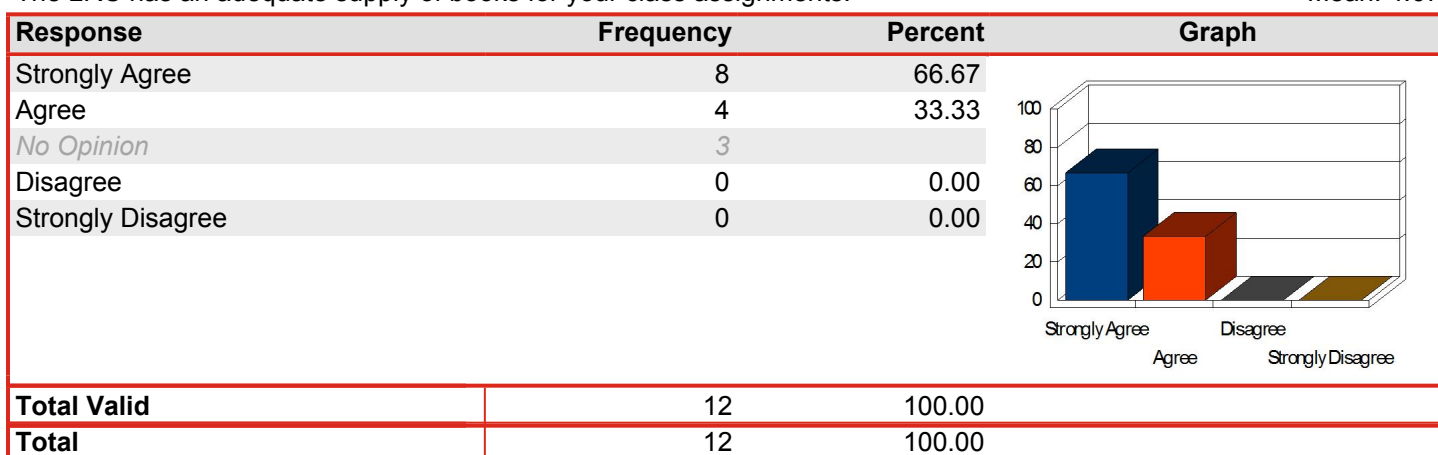 Response Frequency Percent Graph
Strongly Agree 8 66.67
Agree 4 33.33
No Opinion 3
Disagree 0 0.00
Strongly Disagree 0 0.00
100
80
60
40
20
0
Strongly Agree Disagree
Agree Strongly Disagree
Total Valid 12 100.00
Total 12 100.00